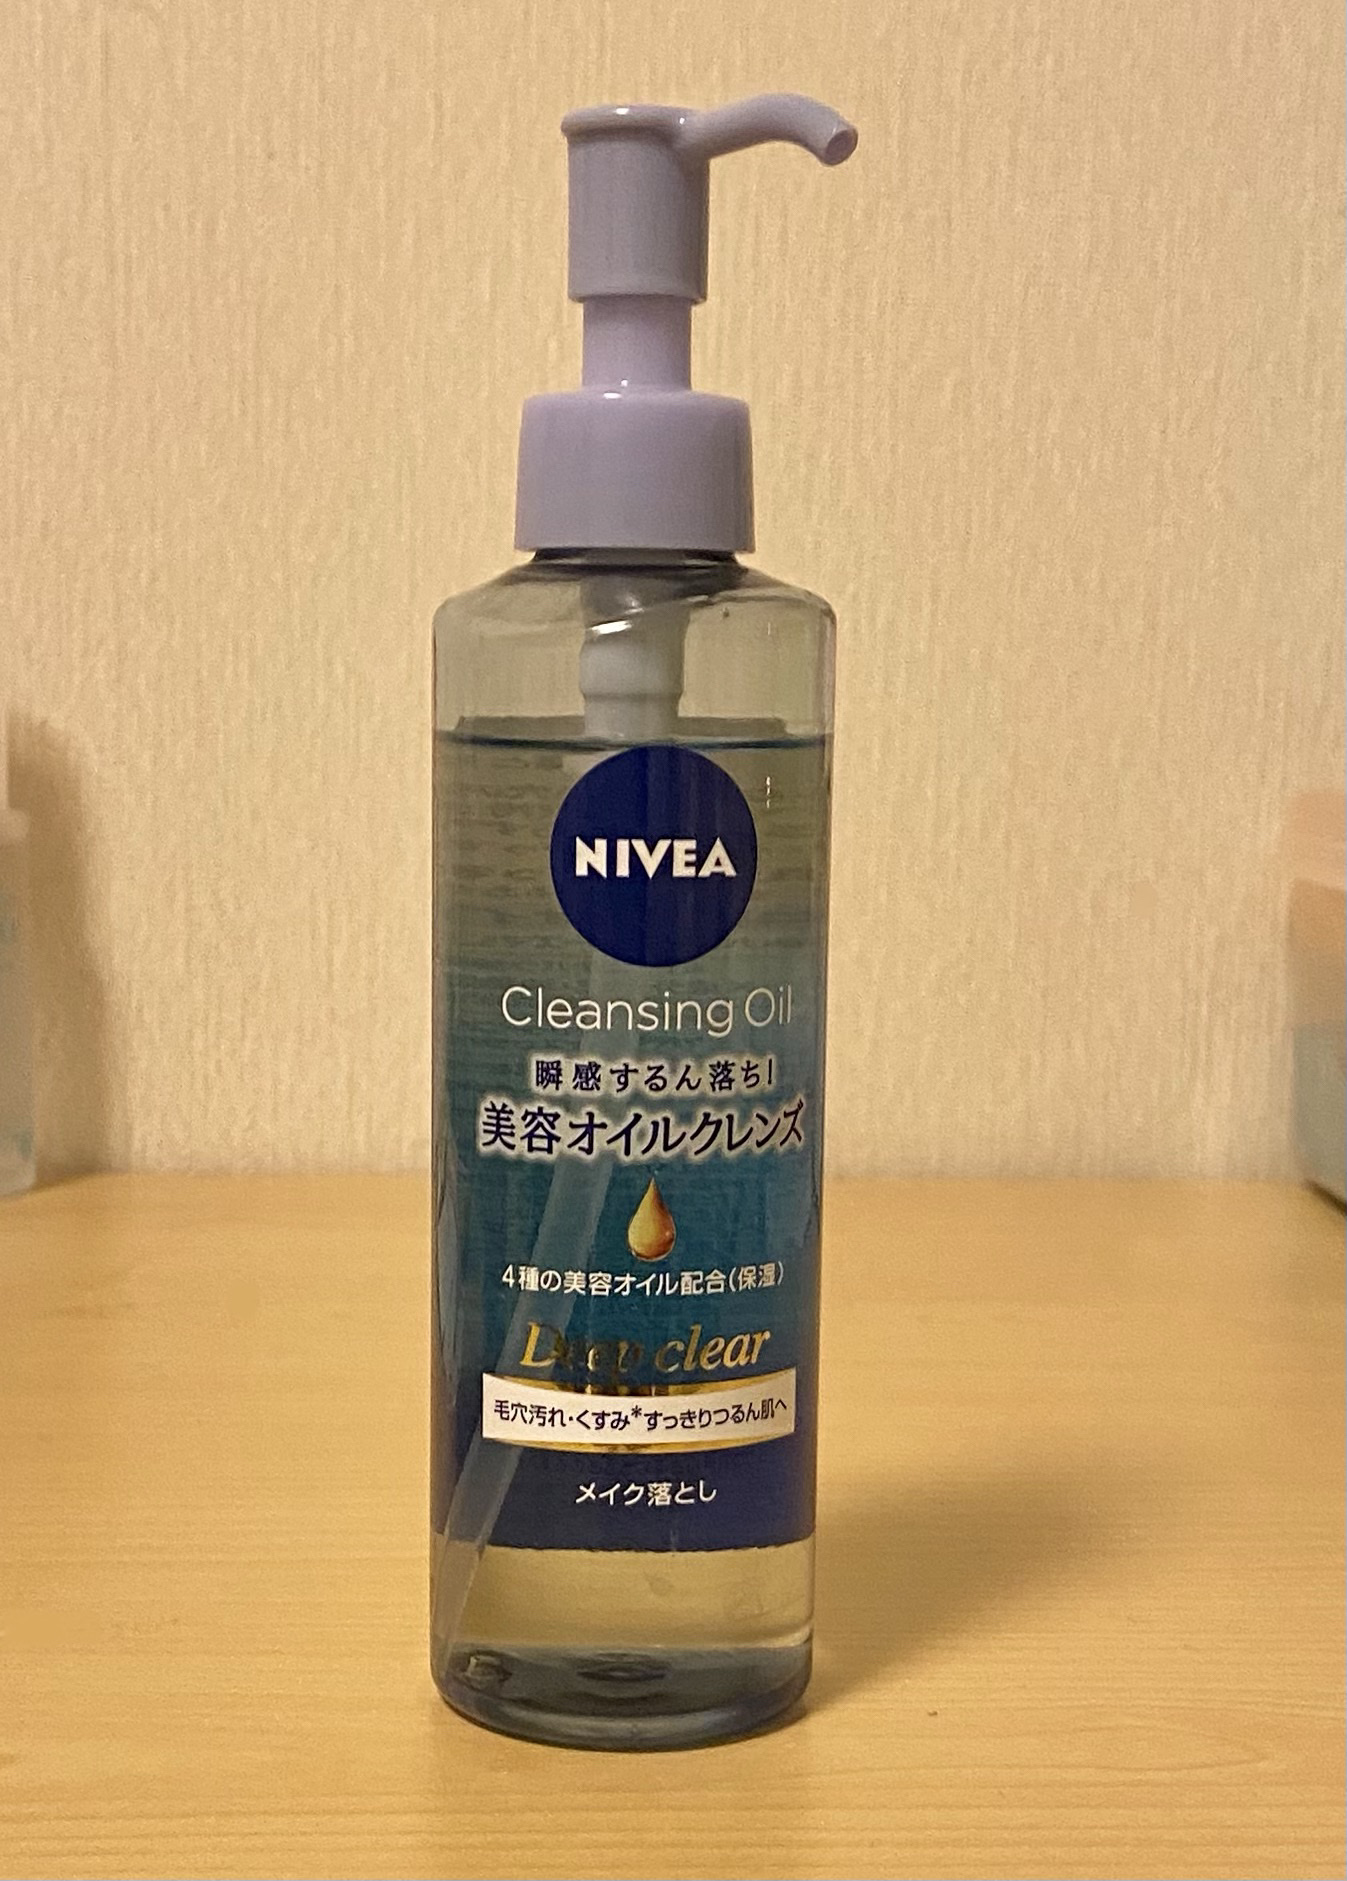 NIVEA
Cleansing Oil
瞬感するん落ち!
美容オイルクレンズ
4種の美容オイル配合(保湿)
Deep clear
毛穴汚れ・くすみ*すっきりつるん肌へ
メイク落とし